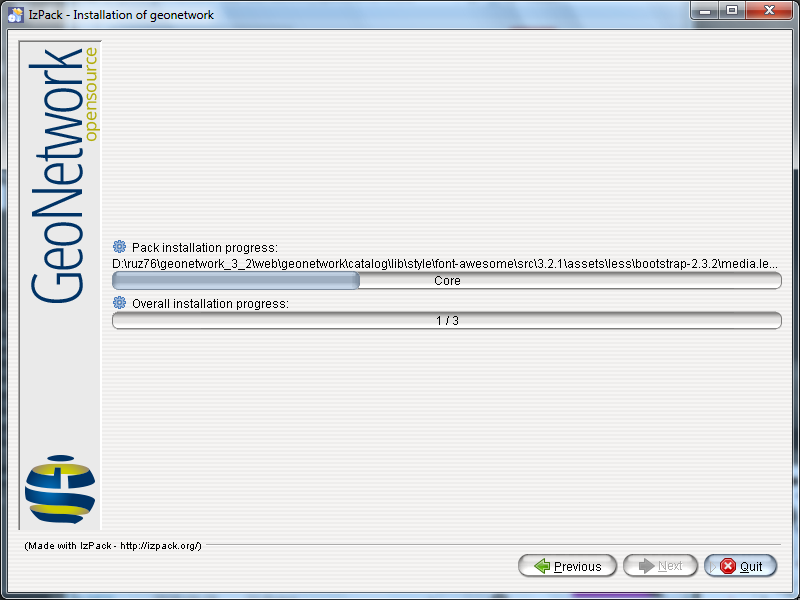 IzPack - Installation of geonetwork
GeoNetwork
opensource
Pack installation progress:
D:\ruz76\geonetwork_3_2\web\geonetwork\catalog\lib\style\font-awesome\src\3.2.1\assets\less\bootstrap-2.3.2\media.le...
Core
Overall installation progress:
1 / 3
(Made with IzPack - http://izpack.org/)
Previous
Next
Quit